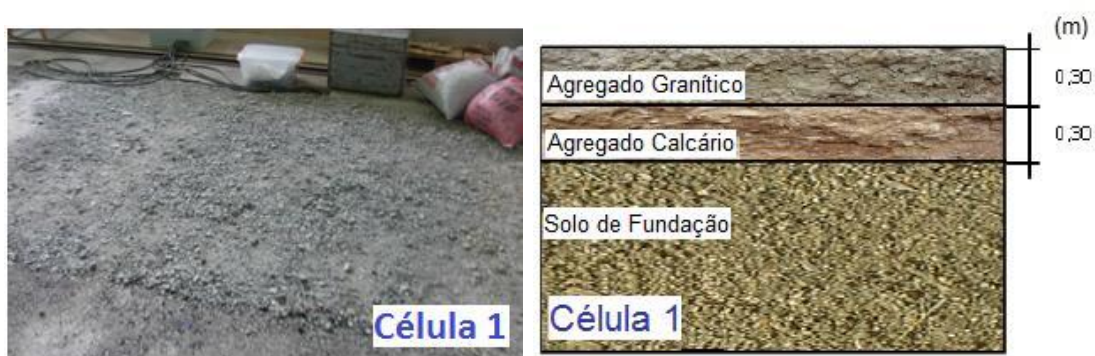 Célula 1
(m)
Agregado Granítico
0,30
Agregado Calcário
0,30
Solo de Fundação
Célula 1